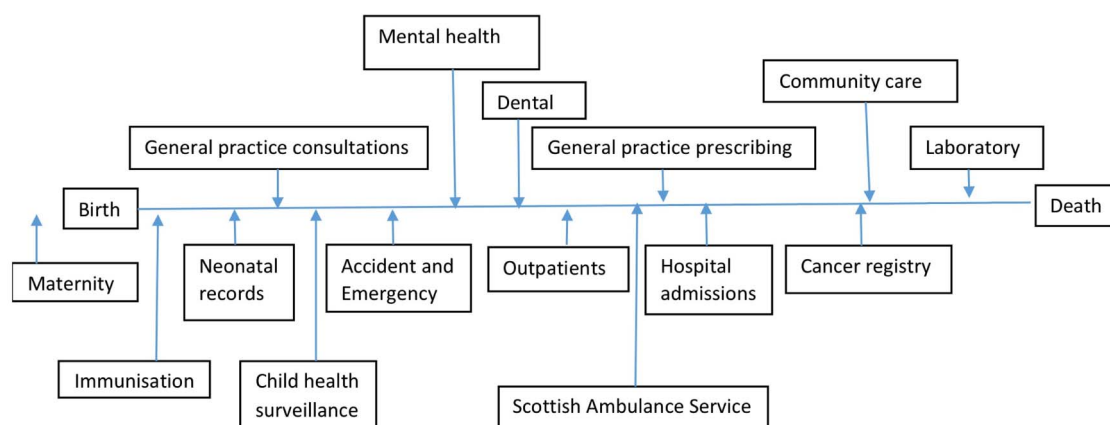 Mental health
Community care
Dental
General practice consultations
General practice prescribing
Laboratory
Birth
Death
Maternity
Neonatal
records
Accident and
Emergency
Outpatients
Hospital
admissions
Cancer registry
Immunisation
Child health
surveillance
Scottish Ambulance Service